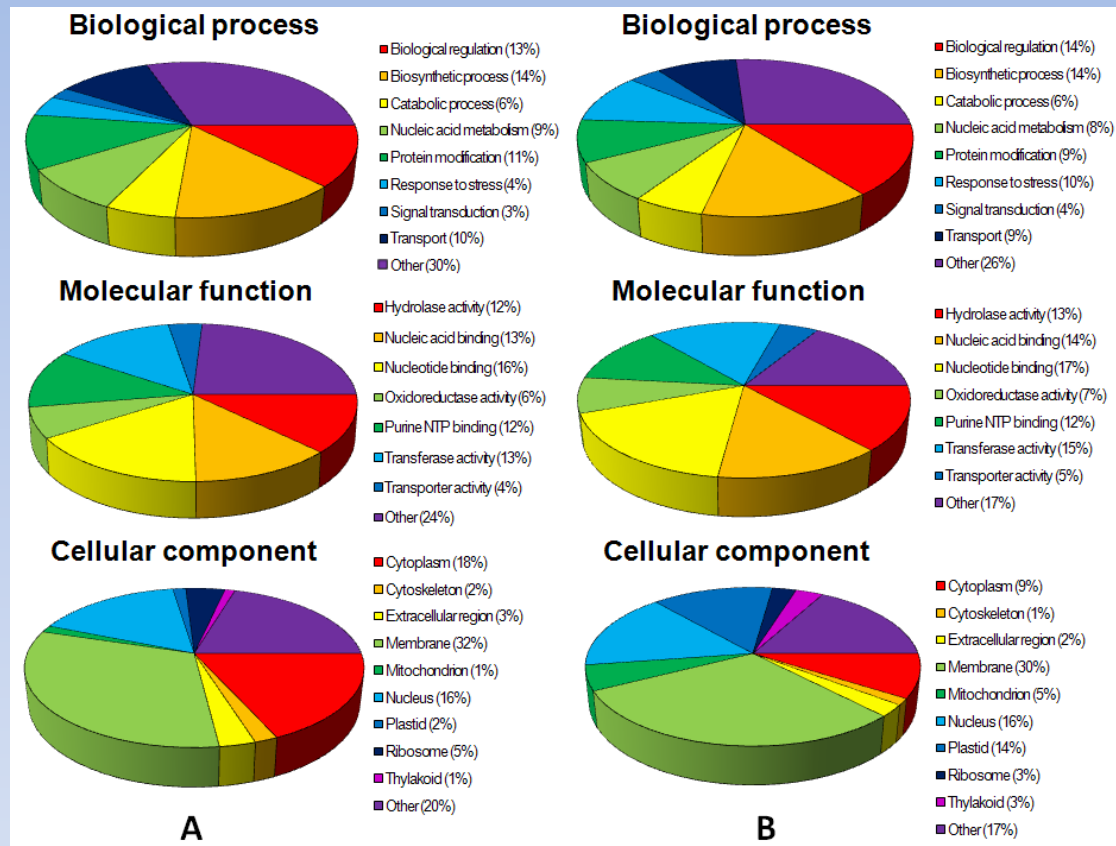 Biological process
Biological regulation (13%)
Biosynthetic process (14%)
Catabolic process (6%)
Nucleic acid metabolism (9%)
Protein modification (11%)
Response to stress (4%)
Signal transduction (3%)
Transport (10%)
Other (30%)
Molecular function
Hydrolase activity (12%)
Nucleic acid binding (13%)
Nucleotide binding (16%)
Oxidoreductase activity (6%)
Purine NTP binding (12%)
Transferase activity (13%)
Transporter activity (4%)
Other (24%)
Cellular component
Cytoplasm (18%)
Cytoskeleton (2%)
Extracellular region (3%)
Membrane (32%)
Mitochondrion (1%)
Nucleus (16%)
Plastid (2%)
Ribosome (5%)
Thylakoid (1%)
Other (20%)
A
Biological process
Biological regulation (14%)
Biosynthetic process (14%)
Catabolic process (6%)
Nucleic acid metabolism (8%)
Protein modification (9%)
Response to stress (10%)
Signal transduction (4%)
Transport (9%)
Other (26%)
Molecular function
Hydrolase activity (13%)
Nucleic acid binding (14%)
Nucleotide binding (17%)
Oxidoreductase activity (7%)
Purine NTP binding (12%)
Transferase activity (15%)
Transporter activity (5%)
Other (17%)
Cellular component
Cytoplasm (9%)
Cytoskeleton (1%)
Extracellular region (2%)
Membrane (30%)
Mitochondrion (5%)
Nucleus (16%)
Plastid (14%)
Ribosome (3%)
Thylakoid (3%)
Other (17%)
B